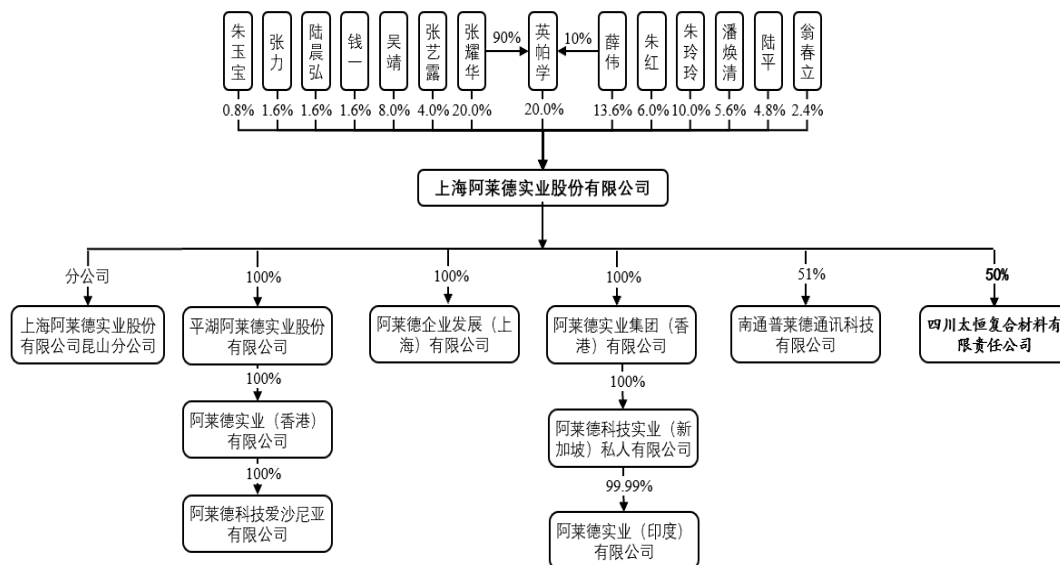 朱玉宝
张力
陆晨弘
钱一
吴靖
张艺露
张耀华
90%
英帕学
10%
薛伟
朱红
朱玲玲
潘焕清
陆平
翁春立
0.8%
1.6%
1.6%
1.6%
8.0%
4.0%
20.0%
20.0%
13.6%
6.0%
10.0%
5.6%
4.8%
2.4%
上海阿莱德实业股份有限公司
分公司
100%
100%
100%
51%
50%
上海阿莱德实业股份
有限公司昆山分公司
平湖阿莱德实业股份
有限公司
阿莱德企业发展（上
海）有限公司
阿莱德实业集团（香
港）有限公司
南通普莱德通讯科技
有限公司
四川太恒复合材料有
限责任公司
100%
100%
阿莱德实业（香港）
有限公司
阿莱德科技实业（新
加坡）私人有限公司
100%
99.99%
阿莱德科技爱沙尼亚
有限公司
阿莱德实业（印度）
有限公司